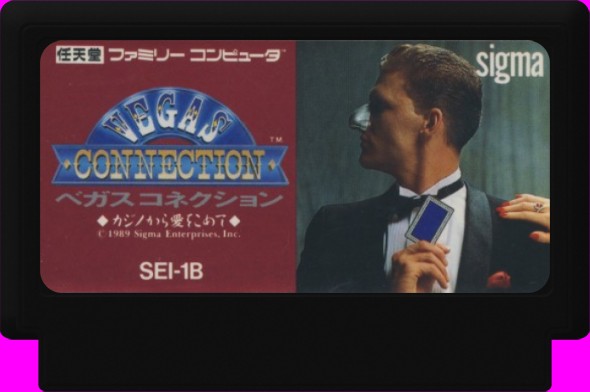 任天堂 ファミリー コンピュータ™
sigma
VEGAS
CONNECTION
™
ベガスコネクション
◆カジノから愛をこめて◆
© 1989 Sigma Enterprises, Inc.
SEI-1B